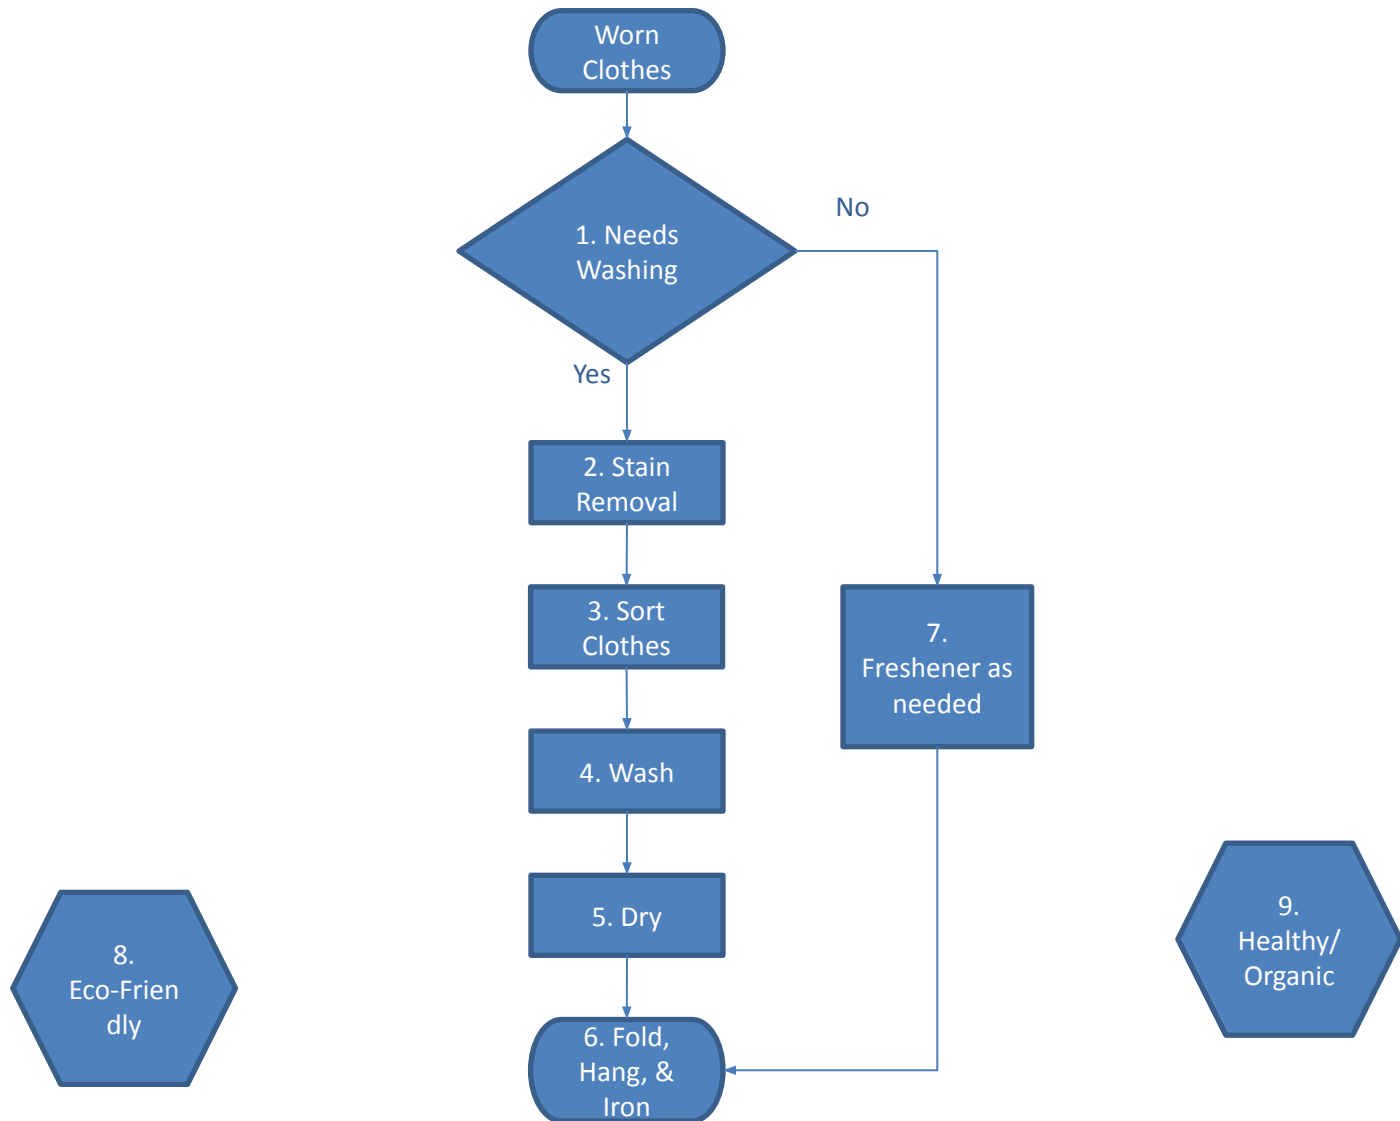 Worn
Clothes
No
1. Needs
Washing
Yes
2. Stain
Removal
3. Sort
Clothes
7.
Freshener as
needed
4. Wash
5. Dry
9.
Healthy/
Organic
8.
Eco-Frien
dly
6. Fold,
Hang, &
Iron